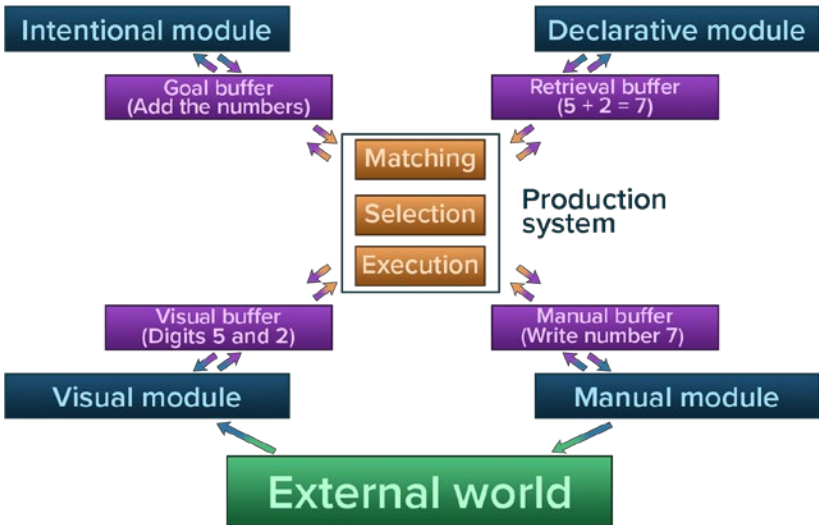 Intentional module
Declarative module
Goal buffer
(Add the numbers)
Retrieval buffer
(5 + 2 = 7)
Matching
Selection
Execution
Production
system
Visual buffer
(Digits 5 and 2)
Manual buffer
(Write number 7)
Visual module
Manual module
External world